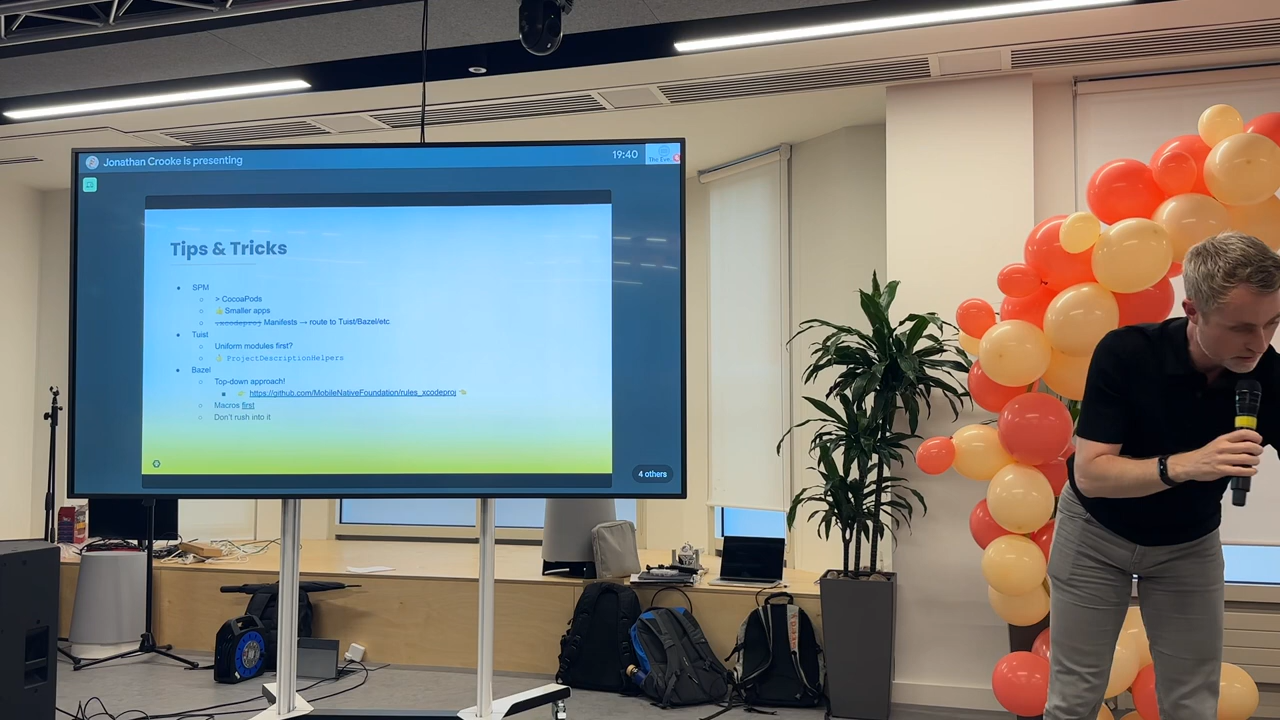 Jonathan Crooke is presenting
19:40
The Eve..
Tips & Tricks
SPM
> CocoaPods
👍 Smaller apps
xcodeproj Manifests → route to Tuist/Bazel/etc
Tuist
Uniform modules first?
ProjectDescriptionHelpers
Bazel
Top-down approach!
👉 https://github.com/MobileNativeFoundation/rules_xcodeproj 👈
Macros first
Don't rush into it
4 others